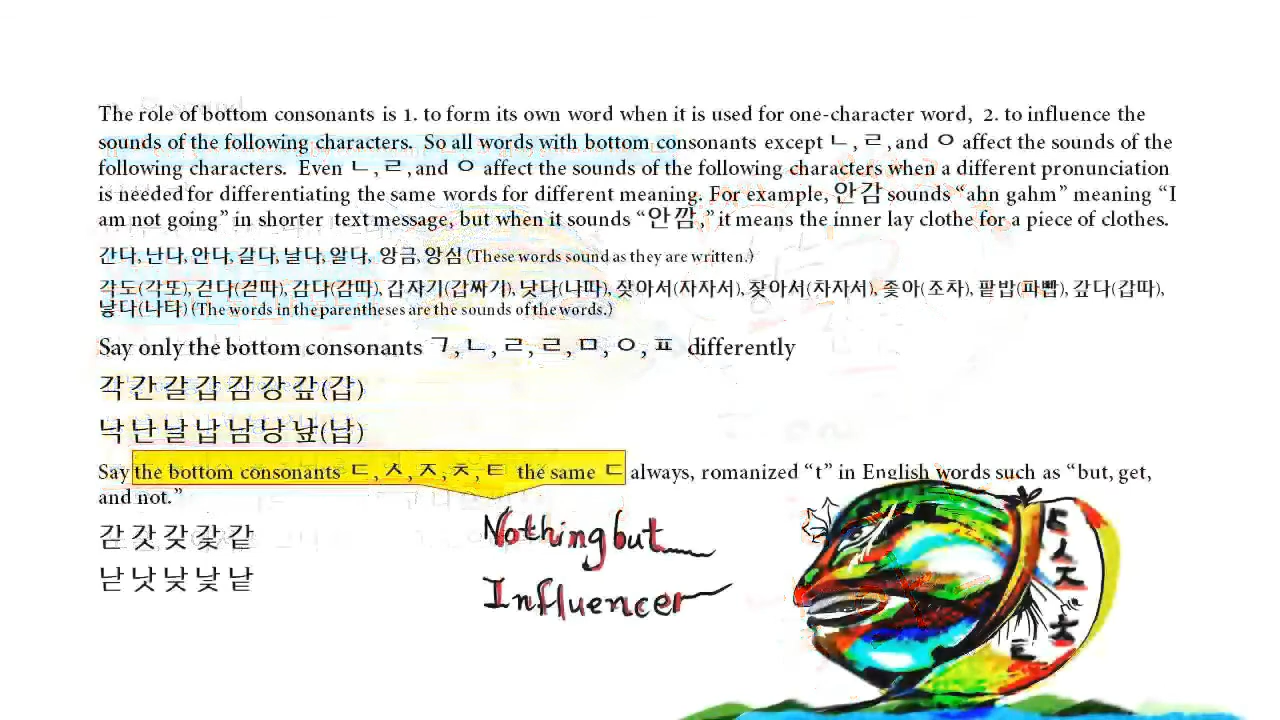 The role of bottom consonants is 1. to form its own word when it is used for one-character word, 2. to influence the
sounds of the following characters. So all words with bottom consonants except ㄴ, ㄹ, and ㅇ affect the sounds of the
following characters. Even ㄴ, ㄹ, and ㅇ affect the sounds of the following characters when a different pronunciation
is needed for differentiating the same words for different meaning. For example, 안감 sounds “ahn gahm” meaning “I
am not going” in shorter text message, but when it sounds “안깜,” it means the inner lay clothe for a piece of clothes.
간다, 난다, 안다, 갈다, 날다, 알다, 앙금, 앙심 (These words sound as they are written.)
각도(각또), 걷다(걷따), 감다(감따), 갑자기(갑짜기), 낫다(나따), 잦아서(자자서), 찾아서(차자서), 좇아(조차), 팥밥(파빱), 갚다(갑따),
낳다(나타) (The words in the parentheses are the sounds of the words.)
Say only the bottom consonants ㄱ, ㄴ, ㄹ, ㄹ, ㅁ, ㅇ, ㅍ differently
각 간 갈 갑 감 강 갚(갑)
낙 난 날 납 남 낭 냪(납)
Say the bottom consonants ㄷ, ㅅ, ㅈ, ㅊ, ㅌ the same ㄷ always, romanized “t” in English words such as “but, get,
and not.”
갇 갓 갖 갗 같
낟 낫 낮 낯 낱
Nothing but
Influencer
ㄷ
ㅅ
ㅈ
ㅊ
ㅌ